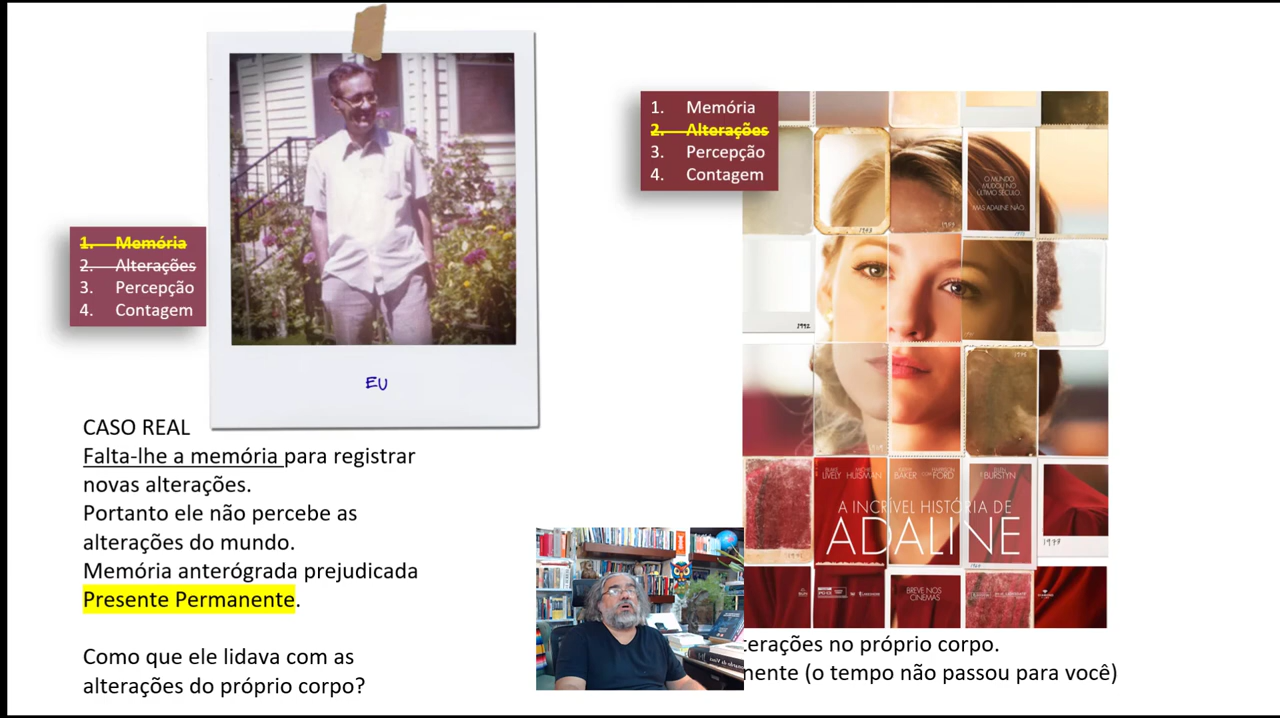 1. Memória
2. Alterações
3. Percepção
4. Contagem
EU
CASO REAL
Falta-lhe a memória para registrar
novas alterações.
Portanto ele não percebe as
alterações do mundo.
Memória anterógrada prejudicada
Presente Permanente.
Como que ele lidava com as
alterações do próprio corpo?
1. Memória
2. Alterações
3. Percepção
4. Contagem
O MUNDO
MUDOU NO
ÚLTIMO SÉCULO.
MAS ADALINE NÃO.
1992
BLAKE LIVELY
HUISMAN
BAKER
HARRISON FORD
ELLEN BURSTYN
A INCRÍVEL HISTÓRIA DE
ADALINE
BREVE NOS
CINEMAS
terações no próprio corpo.
nente (o tempo não passou para você)